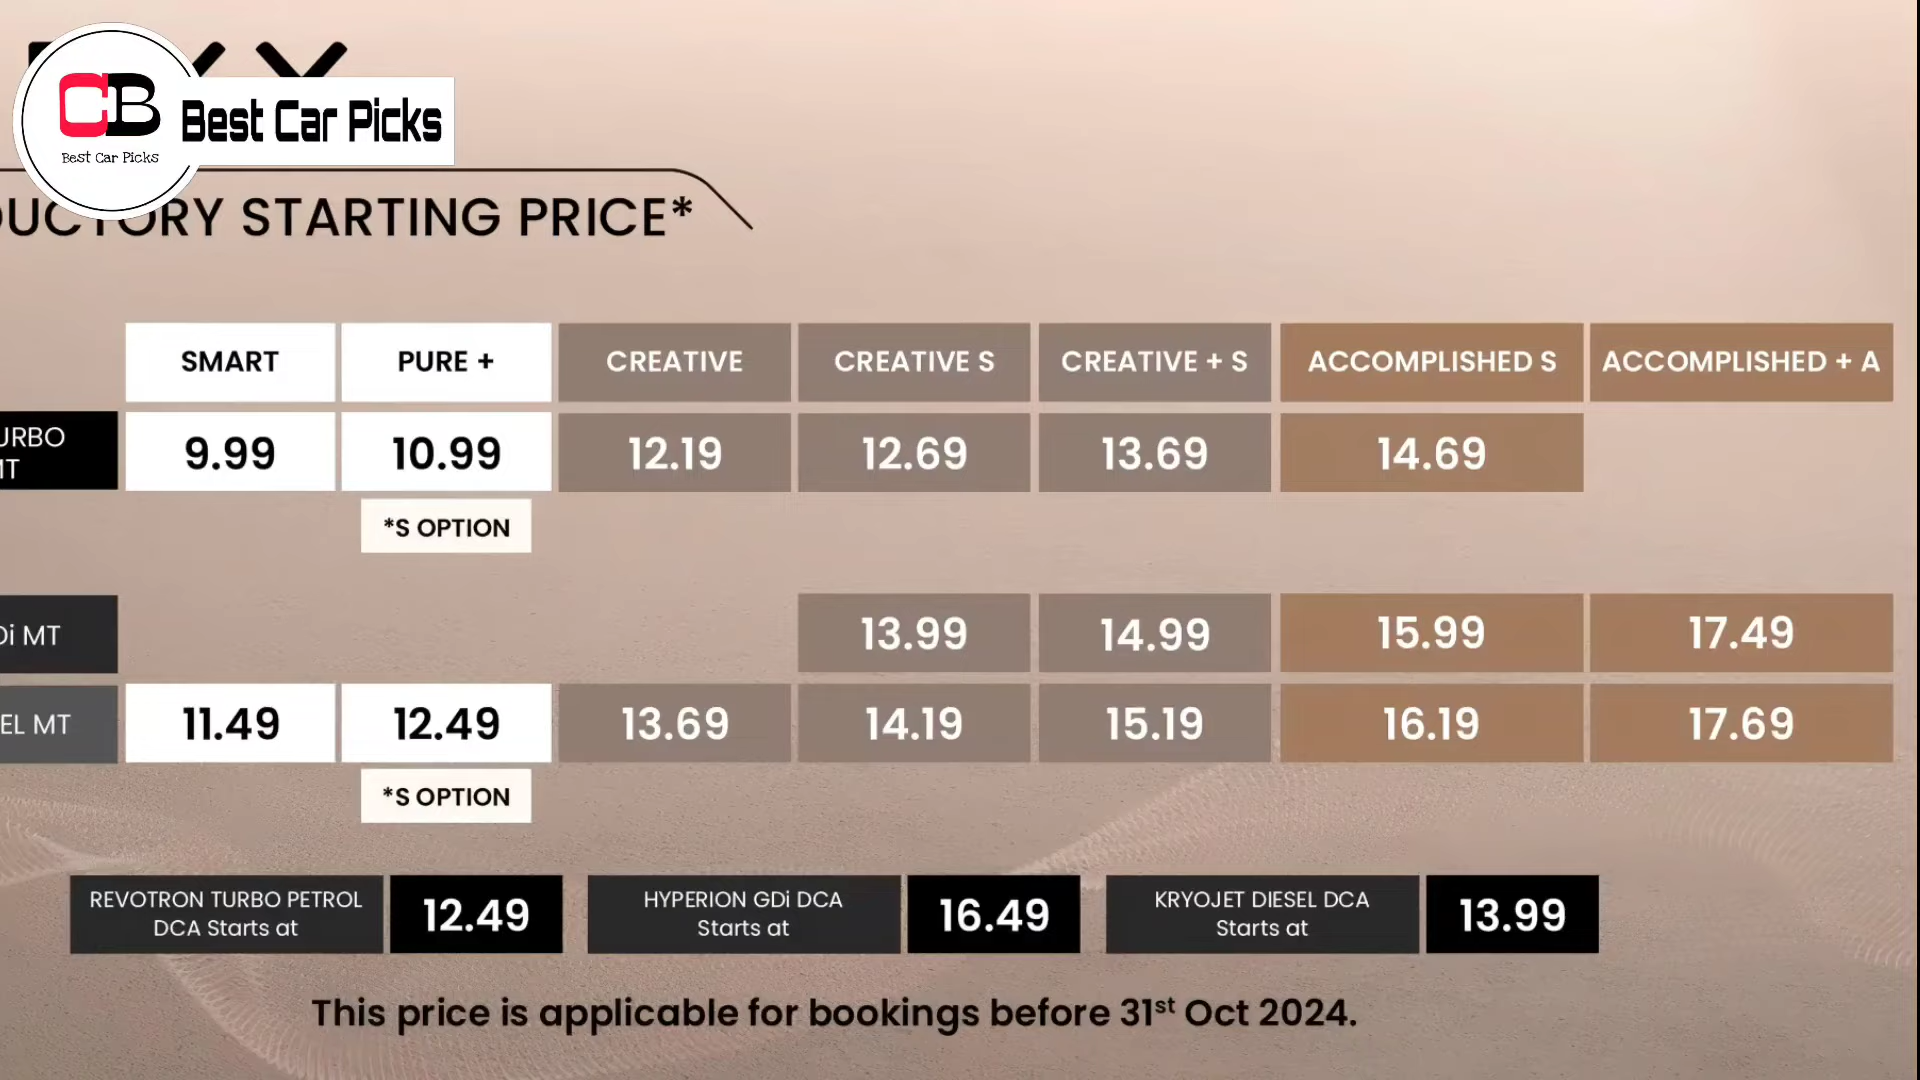 CB
Best Car Picks
Best Car Picks
DUCTORY STARTING PRICE*
SMART PURE + CREATIVE CREATIVE S CREATIVE + S ACCOMPLISHED S ACCOMPLISHED + A
URBO
MT
9.99 10.99 12.19 12.69 13.69 14.69
*S OPTION
Di MT 13.99 14.99 15.99 17.49
EL MT 11.49 12.49 13.69 14.19 15.19 16.19 17.69
*S OPTION
REVOTRON TURBO PETROL
DCA Starts at
12.49
HYPERION GDi DCA
Starts at
16.49
KRYOJET DIESEL DCA
Starts at
13.99
This price is applicable for bookings before 31st Oct 2024.